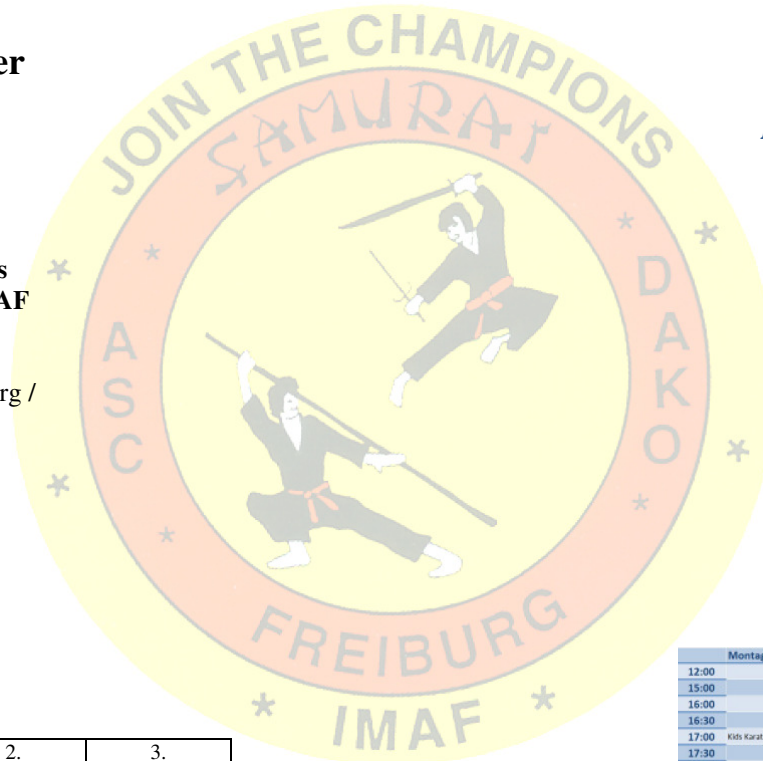 er
JOIN THE CHAMPIONS
SAMURAI
s
AF
rg /
ASC
DAKO
FREIBURG
IMAF
2. 3.
Montag
12:00
15:00
16:00
16:30
17:00 Kids Karat
17:30